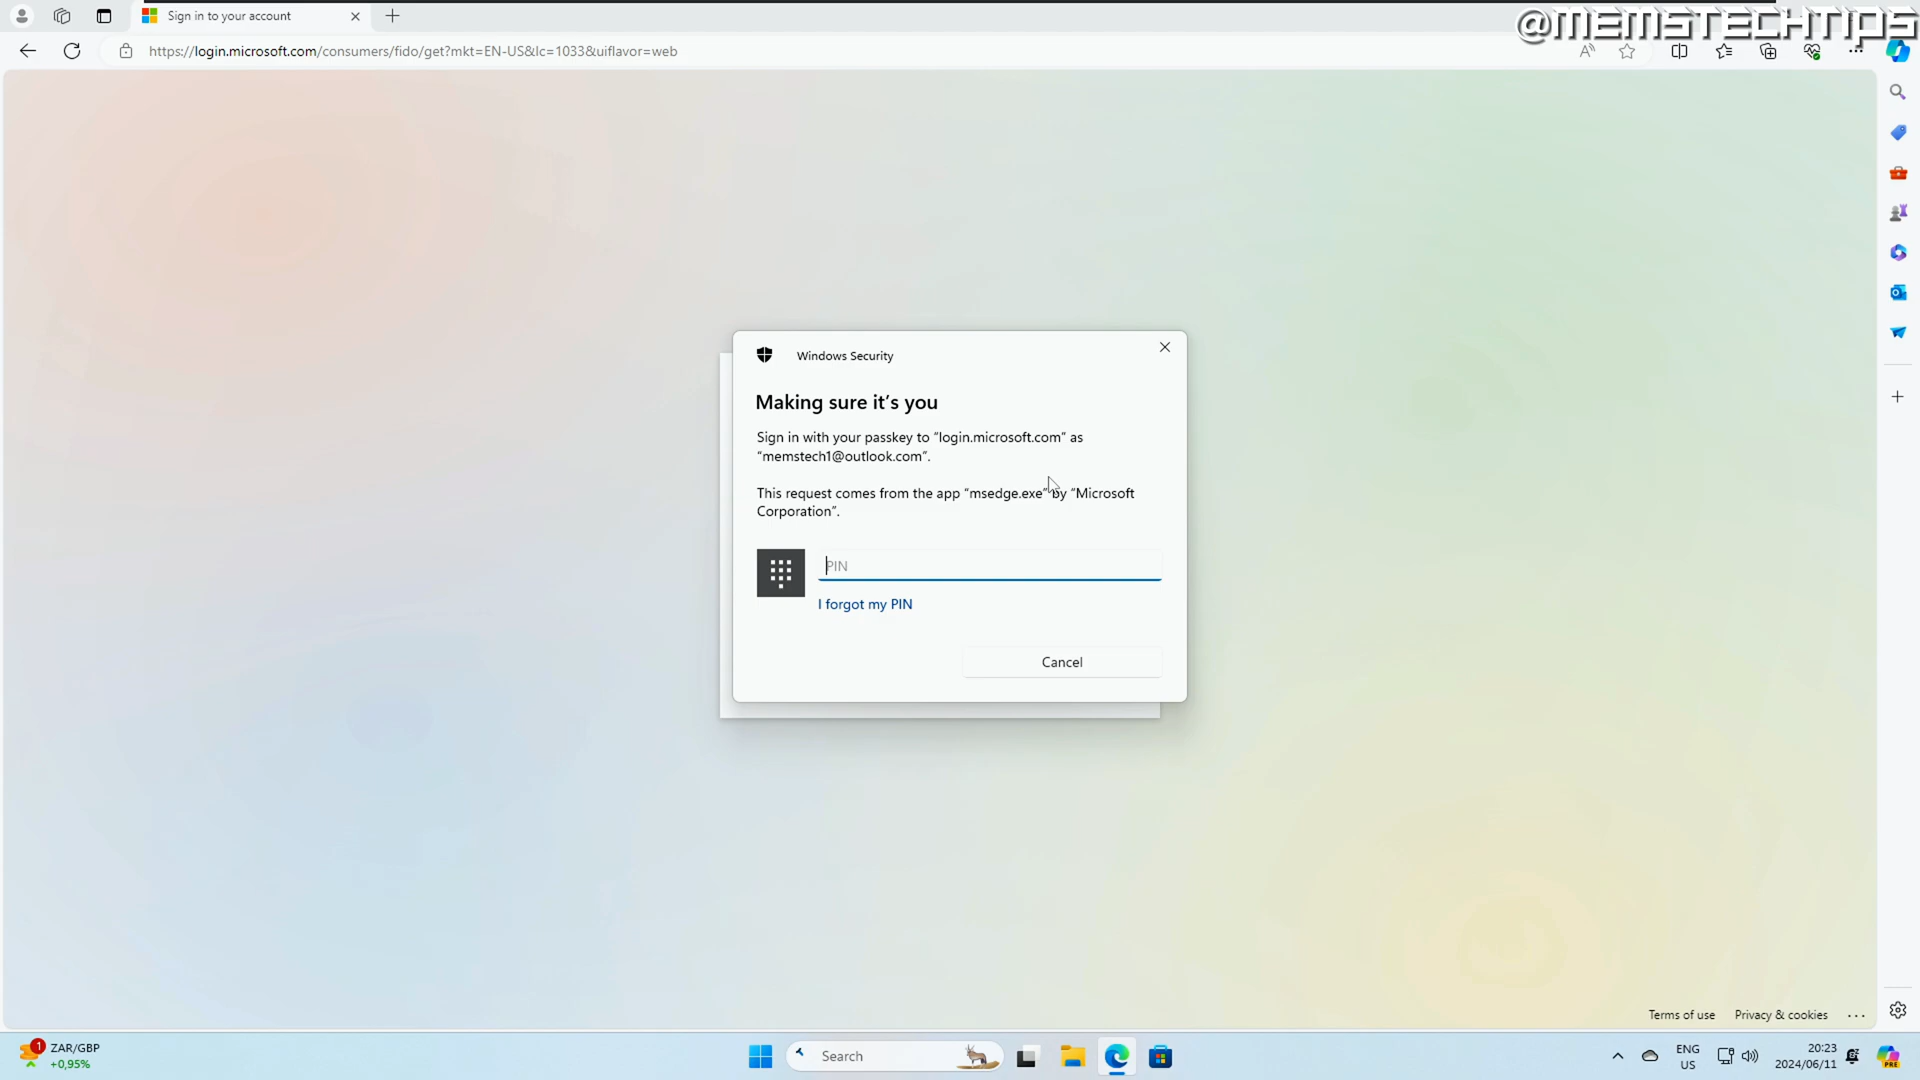 Sign in to your account
@MEMSTECHTIPS
https://login.microsoft.com/consumers/fido/get?mkt=EN-US&lc=1033&uiflavor=web
Windows Security
Making sure it's you
Sign in with your passkey to “login.microsoft.com” as
“memstech1@outlook.com”.
This request comes from the app “msedge.exe” by “Microsoft
Corporation”.
PIN
I forgot my PIN
Cancel
Terms of use Privacy & cookies ...
1
ZAR/GBP
+0,95%
Search
ENG
US
20:23
2024/06/11
PRE